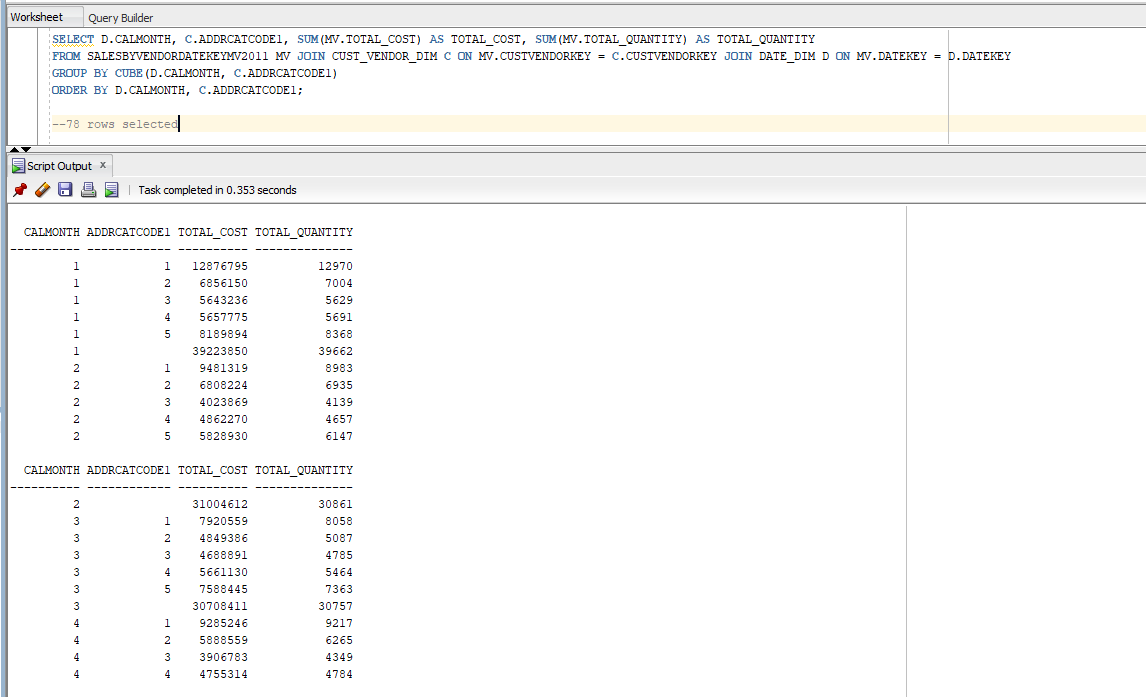 Worksheet Query Builder
SELECT D.CALMONTH, C.ADDRCATCODE1, SUM(MV.TOTAL_COST) AS TOTAL_COST, SUM(MV.TOTAL_QUANTITY) AS TOTAL_QUANTITY
FROM SALESBYVENDORDATEKEYMV2011 MV JOIN CUST_VENDOR_DIM C ON MV.CUSTVENDORKEY = C.CUSTVENDORKEY JOIN DATE_DIM D ON MV.DATEKEY = D.DATEKEY
GROUP BY CUBE(D.CALMONTH, C.ADDRCATCODE1)
ORDER BY D.CALMONTH, C.ADDRCATCODE1;
--78 rows selected
Script Output x
Task completed in 0.353 seconds
CALMONTH ADDRCATCODE1 TOTAL_COST TOTAL_QUANTITY
---------- ------------ ---------- --------------
1 1 12876795 12970
1 2 6856150 7004
1 3 5643236 5629
1 4 5657775 5691
1 5 8189894 8368
1 39223850 39662
2 1 9481319 8983
2 2 6808224 6935
2 3 4023869 4139
2 4 4862270 4657
2 5 5828930 6147
CALMONTH ADDRCATCODE1 TOTAL_COST TOTAL_QUANTITY
---------- ------------ ---------- --------------
2 31004612 30861
3 1 7920559 8058
3 2 4849386 5087
3 3 4688891 4785
3 4 5661130 5464
3 5 7588445 7363
3 30708411 30757
4 1 9285246 9217
4 2 5888559 6265
4 3 3906783 4349
4 4 4755314 4784